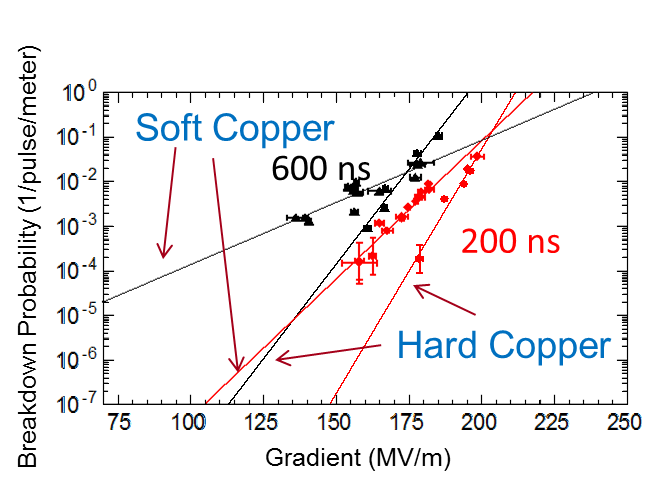 Breakdown Probability (1/pulse/meter)
10^0
10^-1
10^-2
10^-3
10^-4
10^-5
10^-6
10^-7
Soft Copper
600 ns
200 ns
Hard Copper
75 100 125 150 175 200 225 250
Gradient (MV/m)